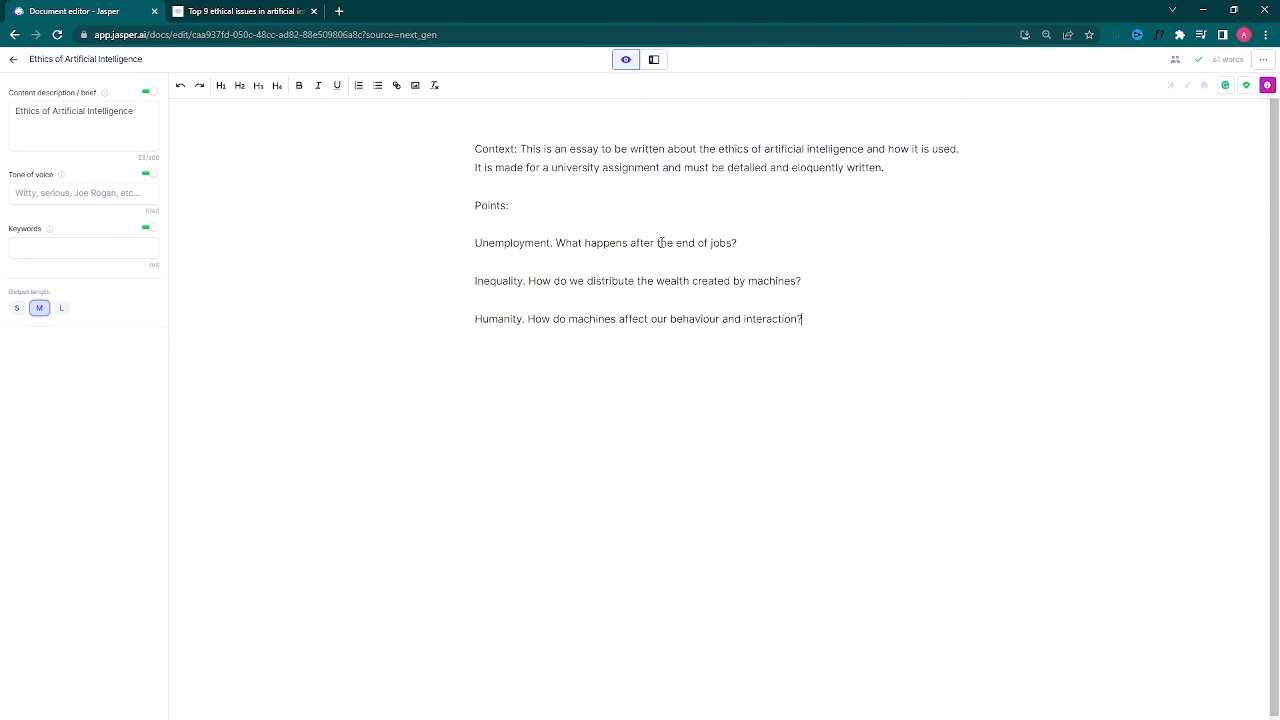 Document editor - Jasper
Top 9 ethical issues in artificial in
app.jasper.ai/docs/edit/caa937fd-050c-48cc-ad82-88e509806a8c?source=next_gen
A
Ethics of Artificial Intelligence
61 words
H1 H2 H3 H4 B I U
Content description / brief
Ethics of Artificial Intelligence
33/600
Tone of voice
Witty, serious, Joe Rogan, etc...
0/60
Keywords
0/3
Output length
S M L
Context: This is an essay to be written about the ethics of artificial intelligence and how it is used.
It is made for a university assignment and must be detailed and eloquently written.
Points:
Unemployment. What happens after the end of jobs?
Inequality. How do we distribute the wealth created by machines?
Humanity. How do machines affect our behaviour and interaction?